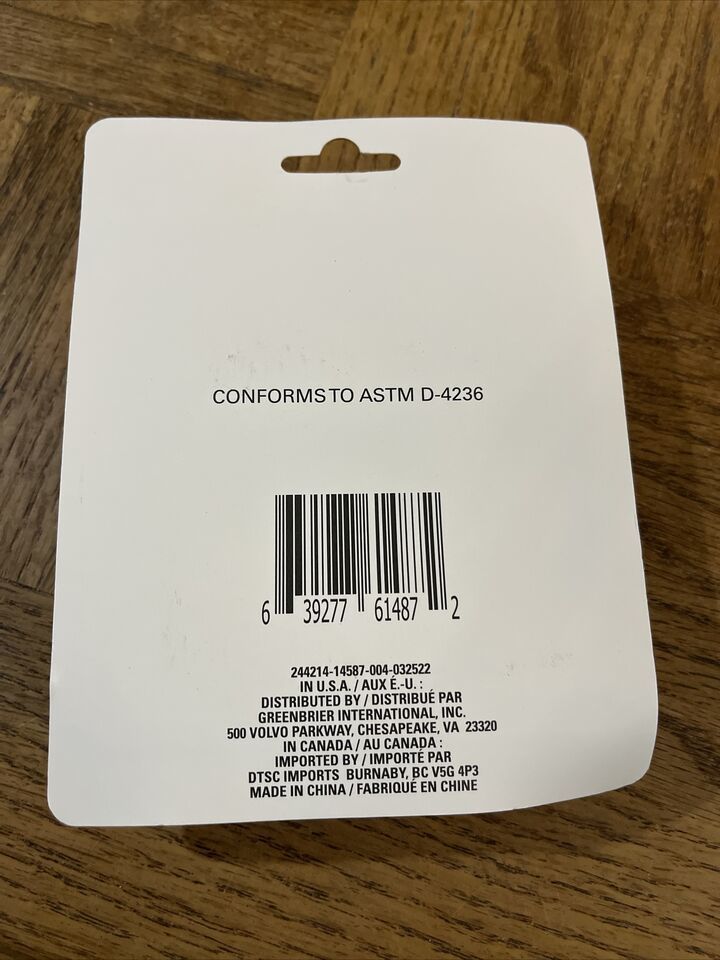 CONFORMS TO ASTM D-4236
6 39277 61487 2
244214-14587-004-032522
IN U.S.A. / AUX É.-U. :
DISTRIBUTED BY / DISTRIBUÉ PAR
GREENBRIER INTERNATIONAL, INC.
500 VOLVO PARKWAY, CHESAPEAKE, VA 23320
IN CANADA / AU CANADA :
IMPORTED BY / IMPORTÉ PAR
DTSC IMPORTS BURNABY, BC V5G 4P3
MADE IN CHINA / FABRIQUÉ EN CHINE